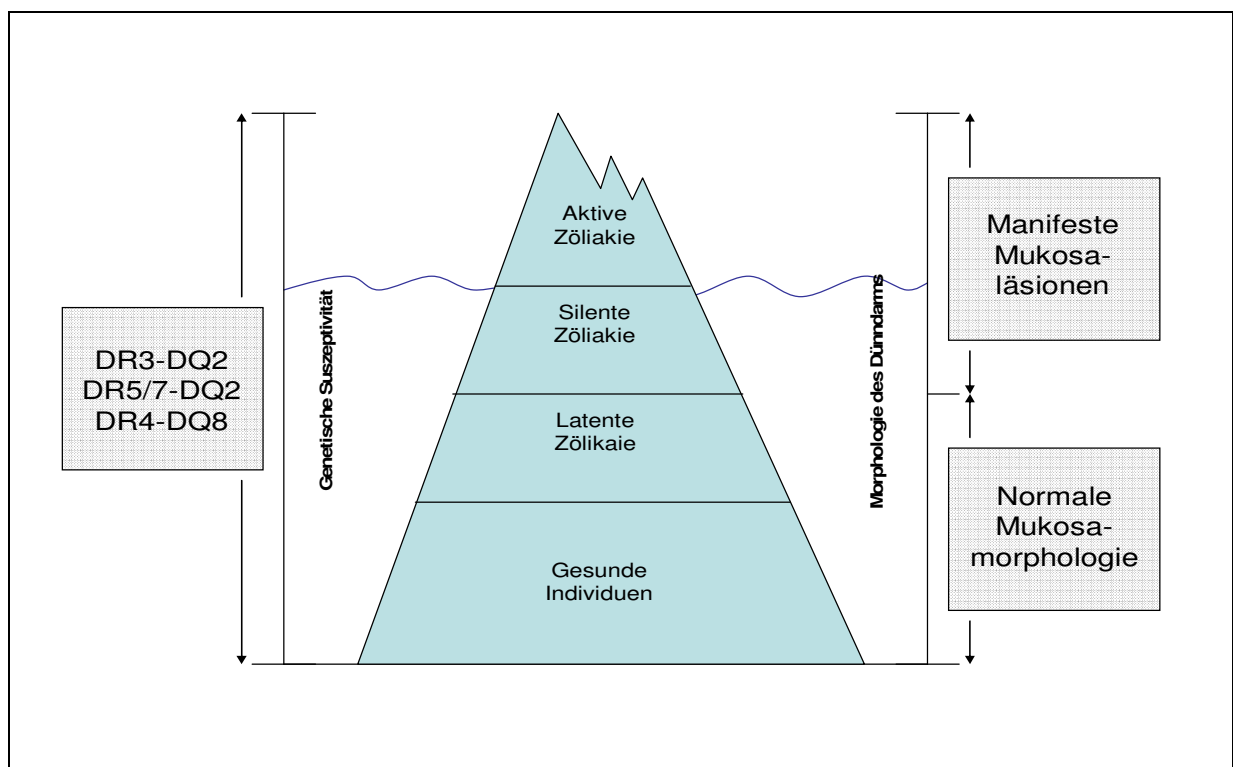 DR3-DQ2
DR5/7-DQ2
DR4-DQ8
Genetische Suszeptivität
Aktive
Zöliakie
Silente
Zöliakie
Latente
Zölikaie
Gesunde
Individuen
Morphologie des Dünndarms
Manifeste
Mukosa-
läsionen
Normale
Mukosa-
morphologie